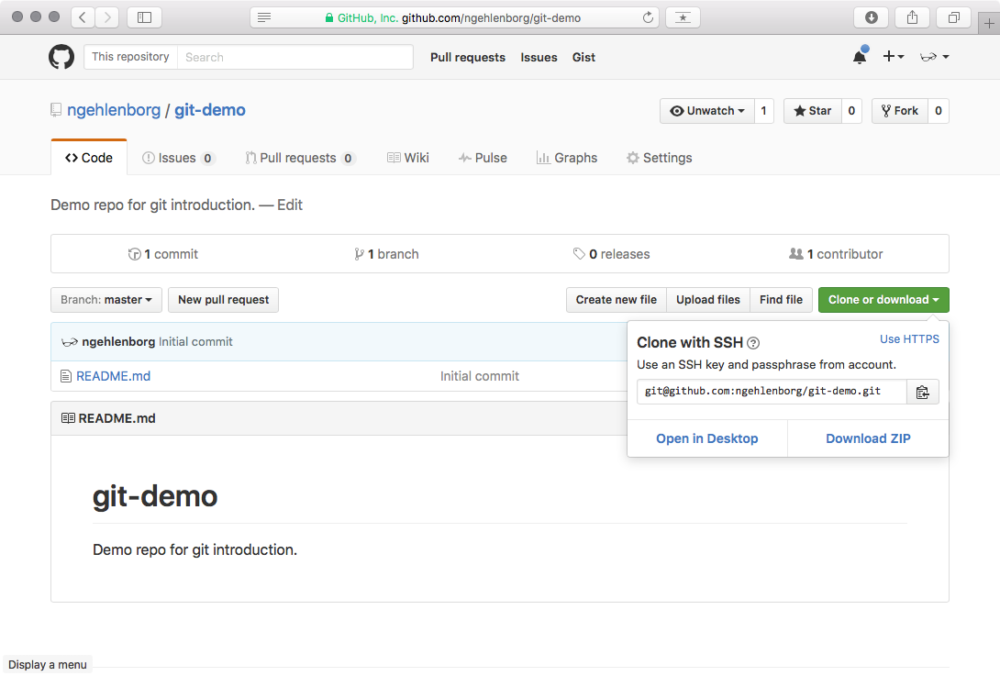 GitHub, Inc. github.com/ngehlenborg/git-demo
This repository Search Pull requests Issues Gist
ngehlenborg / git-demo Unwatch 1 Star 0 Fork 0
Code Issues 0 Pull requests 0 Wiki Pulse Graphs Settings
Demo repo for git introduction. — Edit
1 commit 1 branch 0 releases 1 contributor
Branch: master New pull request Create new file Upload files Find file Clone or download
ngehlenborg Initial commit
README.md Initial commit
README.md
Clone with SSH ? Use HTTPS
Use an SSH key and passphrase from account.
git@github.com:ngehlenborg/git-demo.git
Open in Desktop Download ZIP
git-demo
Demo repo for git introduction.
Display a menu